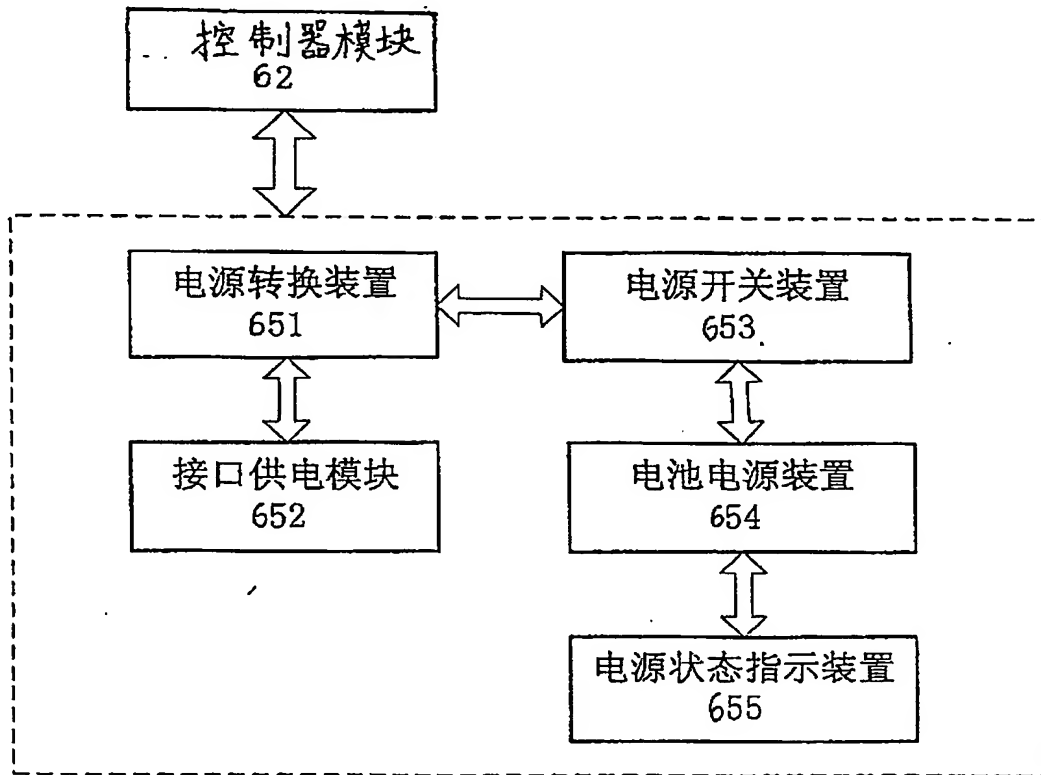 控制器模块
62
电源转换装置
651
电源开关装置
653
接口供电模块
652
电池电源装置
654
电源状态指示装置
655